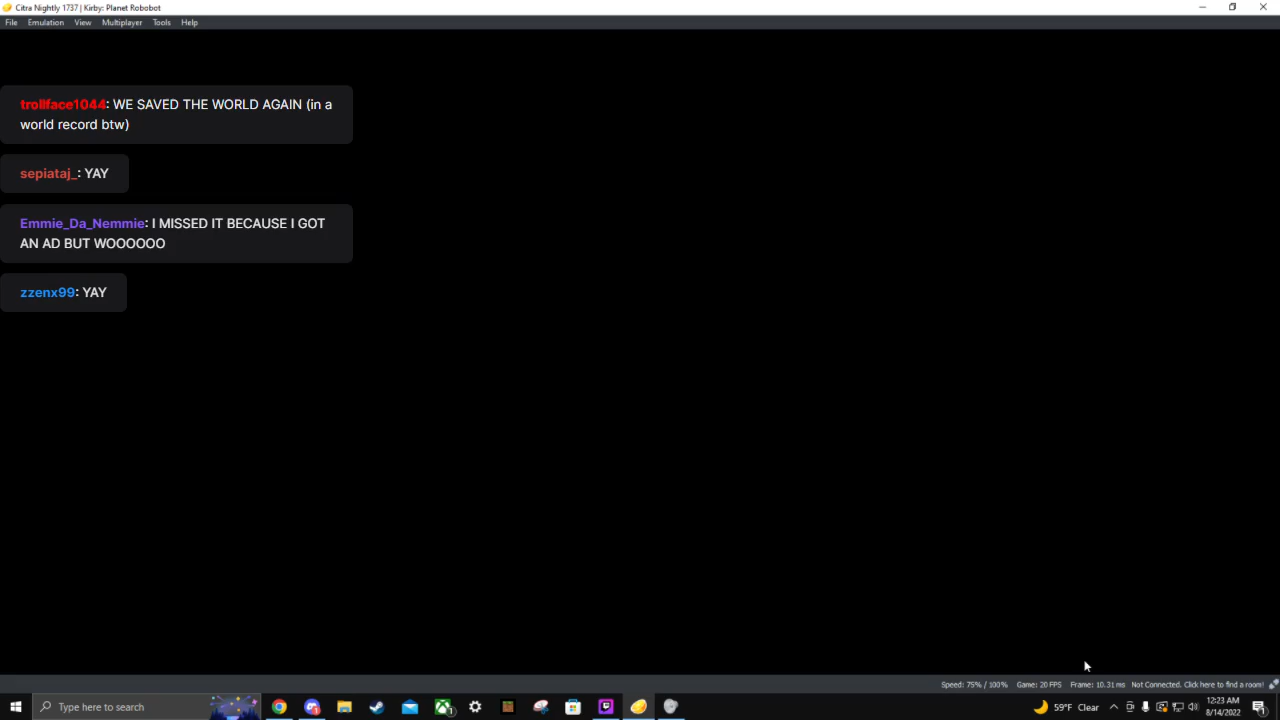 Citra Nightly 1737 | Kirby: Planet Robobot
File Emulation View Multiplayer Tools Help
trollface1044: WE SAVED THE WORLD AGAIN (in a
world record btw)
sepiataj_: YAY
Emmie_Da_Nemmie: I MISSED IT BECAUSE I GOT
AN AD BUT WOOOOOO
zzenx99: YAY
Speed: 75% / 100% Game: 20 FPS Frame: 10.31 ms Not Connected. Click here to find a room!
Type here to search
59°F Clear
12:23 AM
8/14/2022